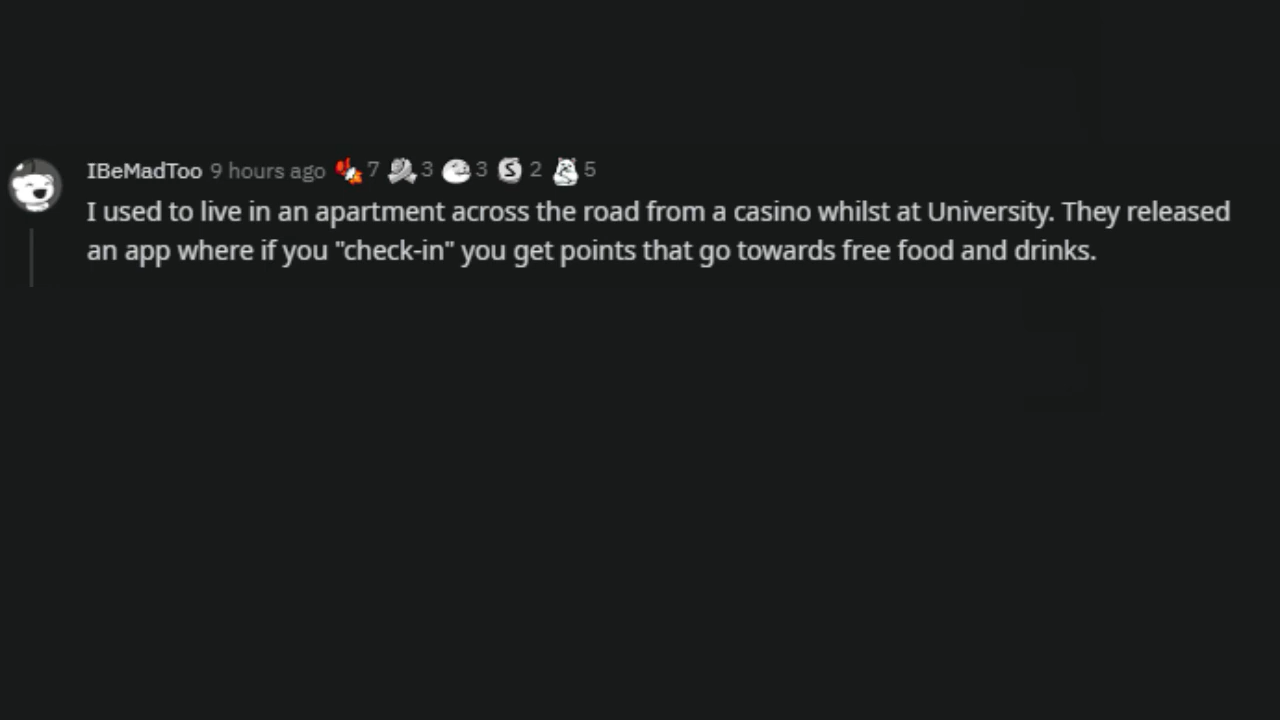 IBeMadToo 9 hours ago 7 3 3 2 5
I used to live in an apartment across the road from a casino whilst at University. They released
an app where if you "check-in" you get points that go towards free food and drinks.